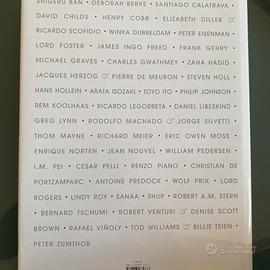 SHIGERU BAN • DEBORAH BERKE • SANTIAGO CALATRAVA •
DAVID CHILDS • HENRY COBB • ELIZABETH DILLER &
RICARDO SCOFIDIO • WINKA DUBBELDAM • PETER EISENMAN •
LORD FOSTER • JAMES INGO FREED • FRANK GEHRY •
MICHAEL GRAVES • CHARLES GWATHMEY • ZAHA HADID •
JACQUES HERZOG & PIERRE DE MEURON • STEVEN HOLL •
HANS HOLLEIN • ARATA ISOZAKI • TOYO ITO • PHILIP JOHNSON •
REM KOOLHAAS • RICARDO LEGORRETA • DANIEL LIBESKIND •
GREG LYNN • RODOLFO MACHADO & JORGE SILVETTI •
THOM MAYNE • RICHARD MEIER • ERIC OWEN MOSS •
ENRIQUE NORTEN • JEAN NOUVEL • WILLIAM PEDERSEN •
I.M. PEI • CESAR PELLI • RENZO PIANO • CHRISTIAN DE
PORTZAMPARC • ANTOINE PREDOCK • WOLF PRIX • LORD
ROGERS • LINDY ROY • SANAA • SHOP • ROBERT A.M. STERN
• BERNARD TSCHUMI • ROBERT VENTURI & DENISE SCOTT
BROWN • RAFAEL VIÑOLY • TOD WILLIAMS & BILLIE TSIEN •
PETER ZUMTHOR
Subito